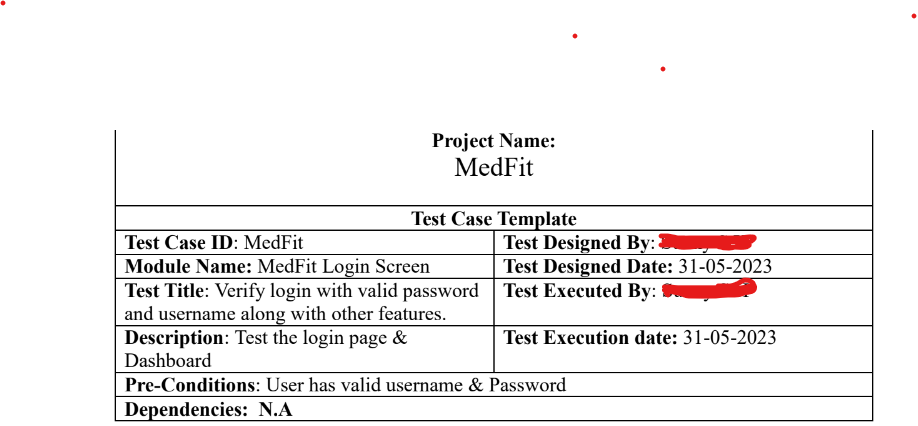 Project Name:
MedFit
Test Case Template
Test Case ID: MedFit
Test Designed By:
Module Name: MedFit Login Screen
Test Designed Date: 31-05-2023
Test Title: Verify login with valid password
and username along with other features.
Test Executed By:
Description: Test the login page &
Dashboard
Test Execution date: 31-05-2023
Pre-Conditions: User has valid username & Password
Dependencies: N.A